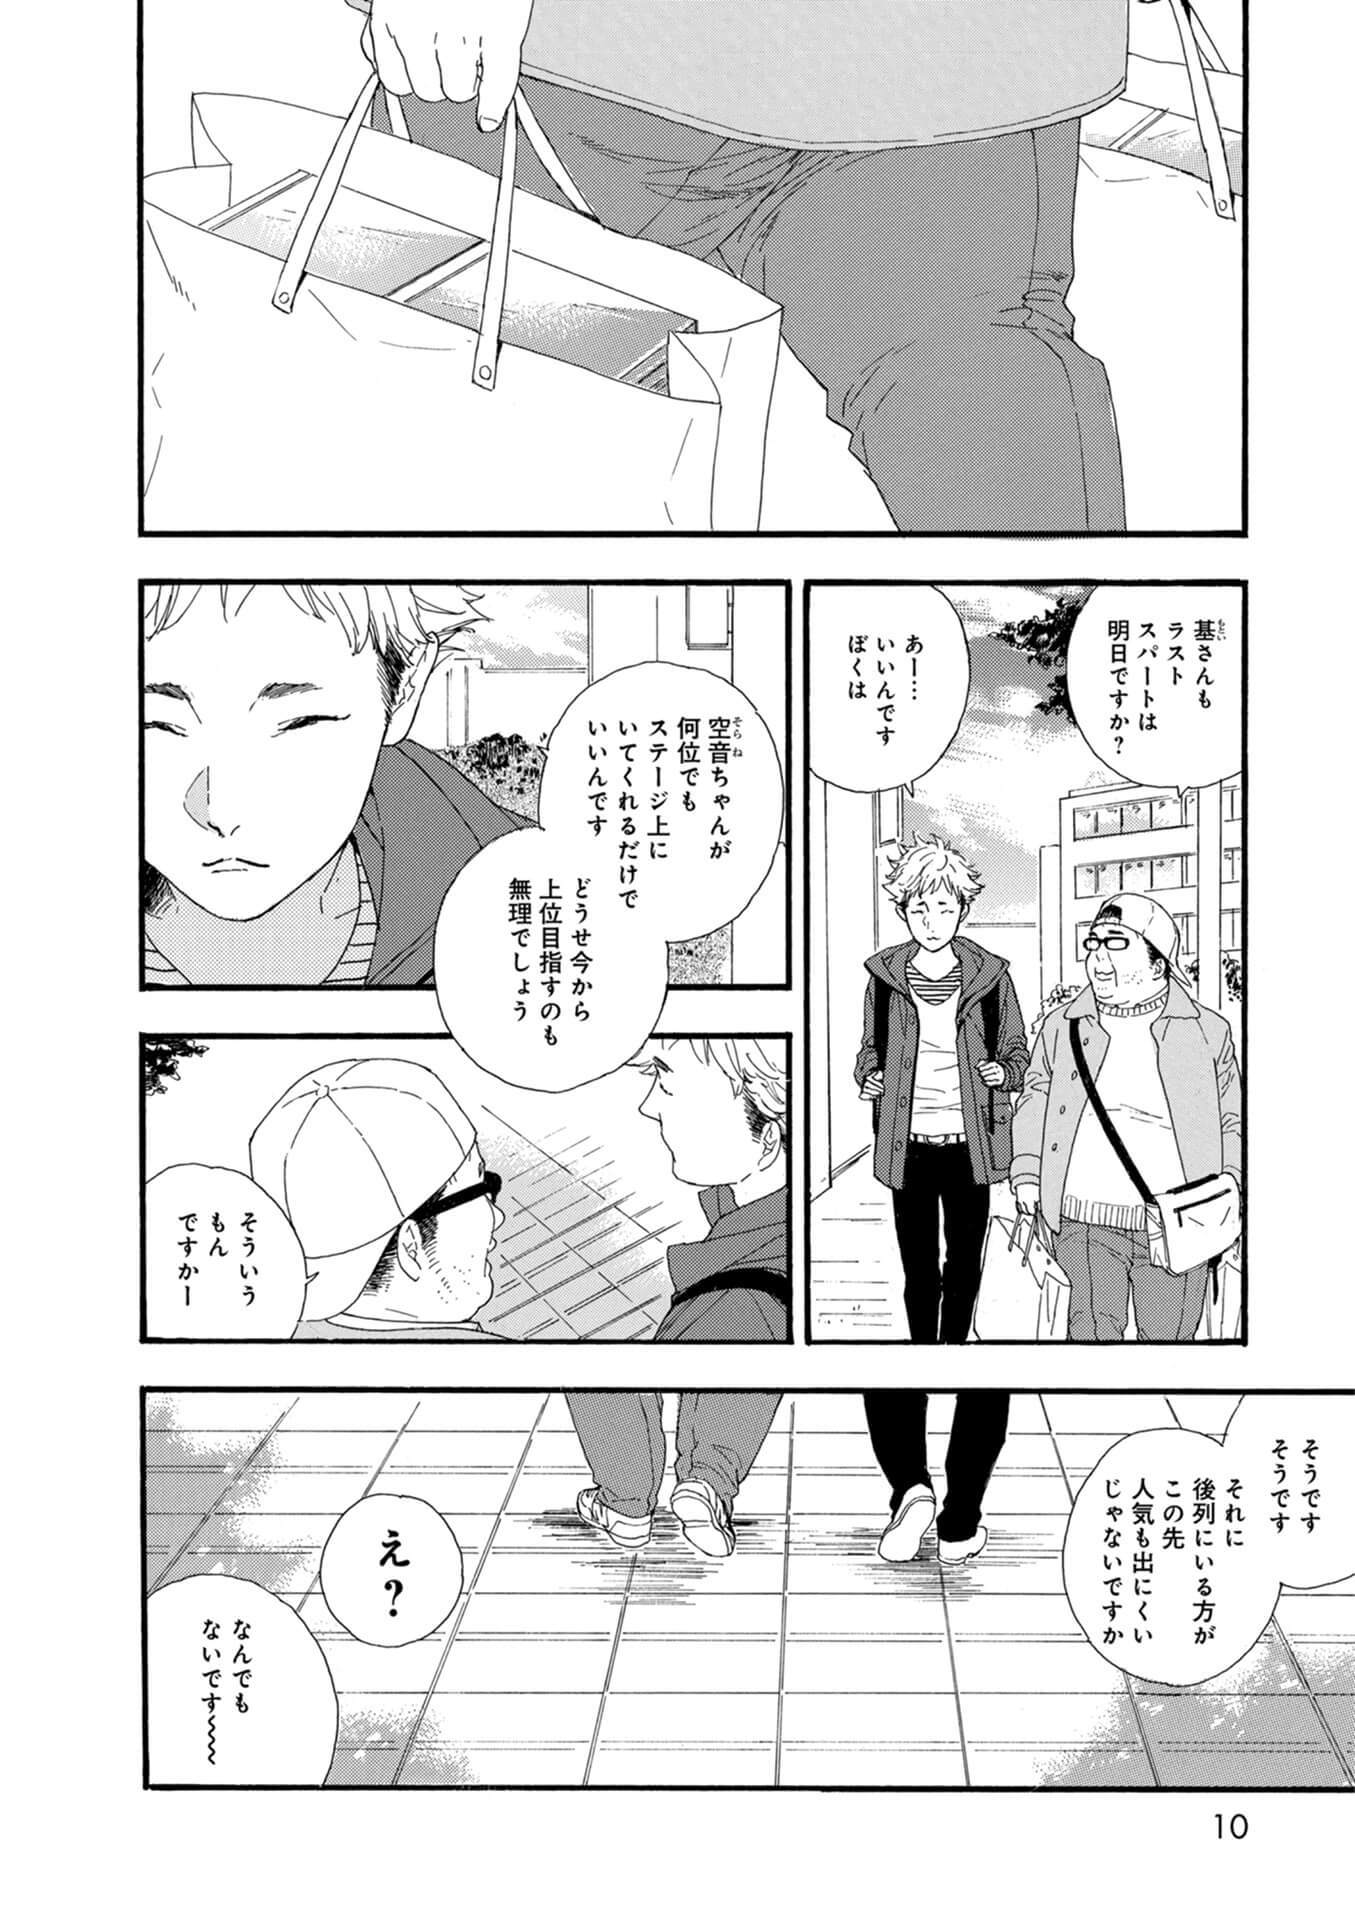 基さんも
ラスト
スパートは
明日ですか?
あー…
いいんです
ぼくは
空音ちゃんが
何位でも
ステージ上に
いてくれるだけで
いいんです
どうせ今から
上位目指すのも
無理でしょう
そういう
もん
ですかー
そうです
そうです
それに
後列にいる方が
この先
人気も出にくい
じゃないですか
え?
なんでも
ないです〜〜
10